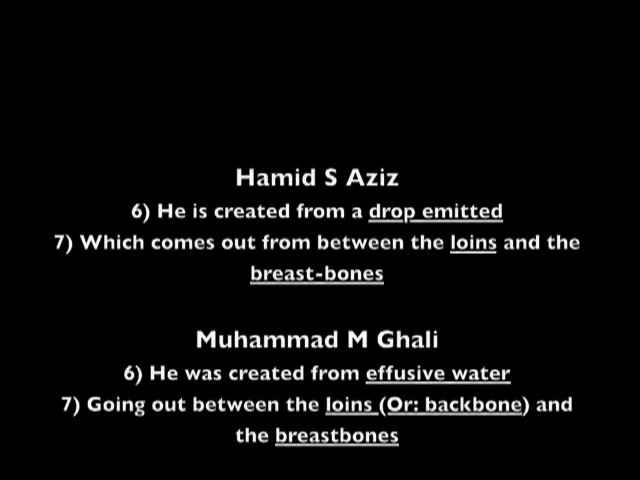 Hamid S Aziz
6) He is created from a drop emitted
7) Which comes out from between the loins and the
breast-bones
Muhammad M Ghali
6) He was created from effusive water
7) Going out between the loins (Or: backbone) and
the breastbones